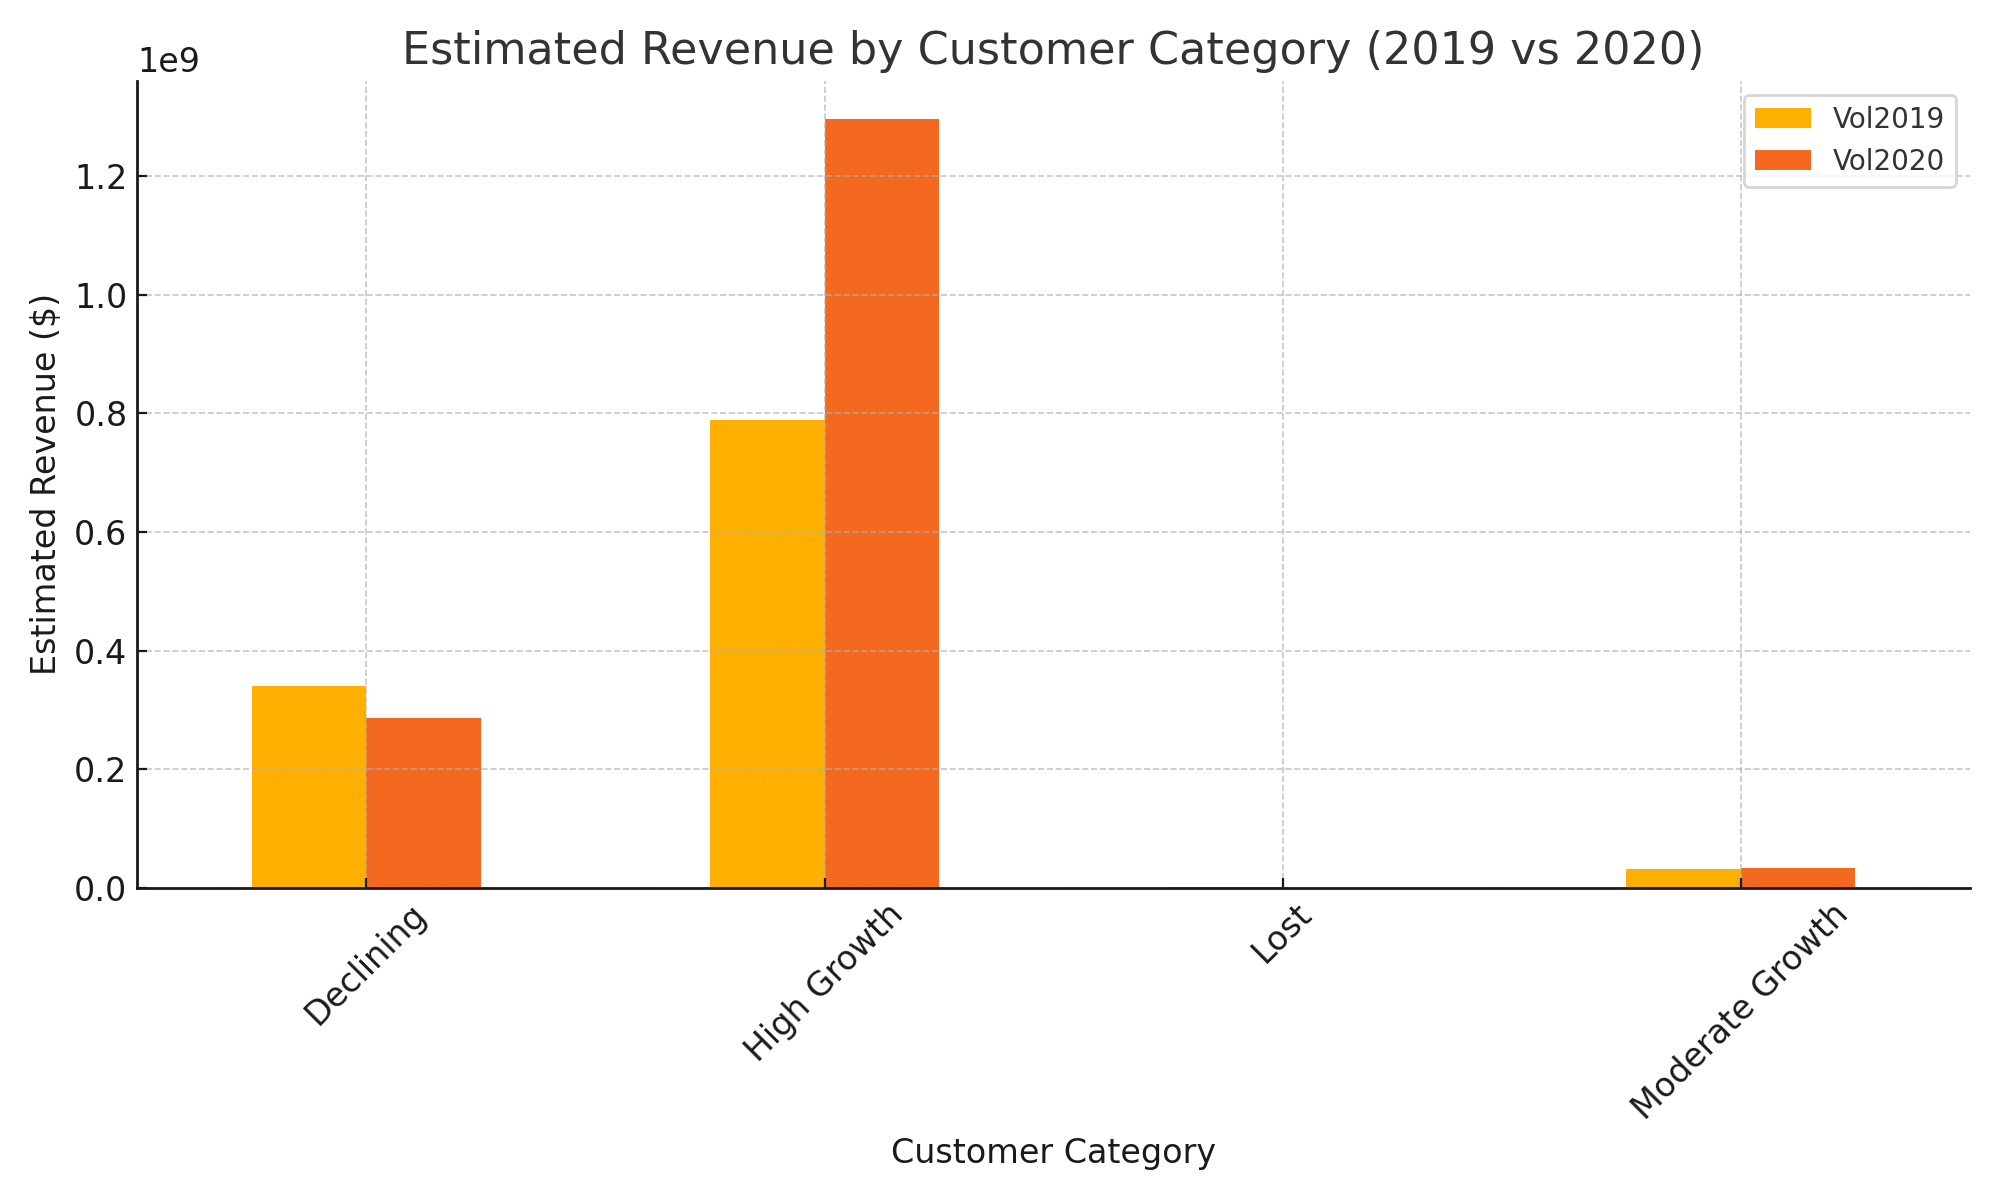 Estimated Revenue by Customer Category (2019 vs 2020)
1e9
Vol2019
Vol2020
1.2
1.0
0.8
0.6
0.4
0.2
0.0
Estimated Revenue ($)
Declining
High Growth
Lost
Moderate Growth
Customer Category